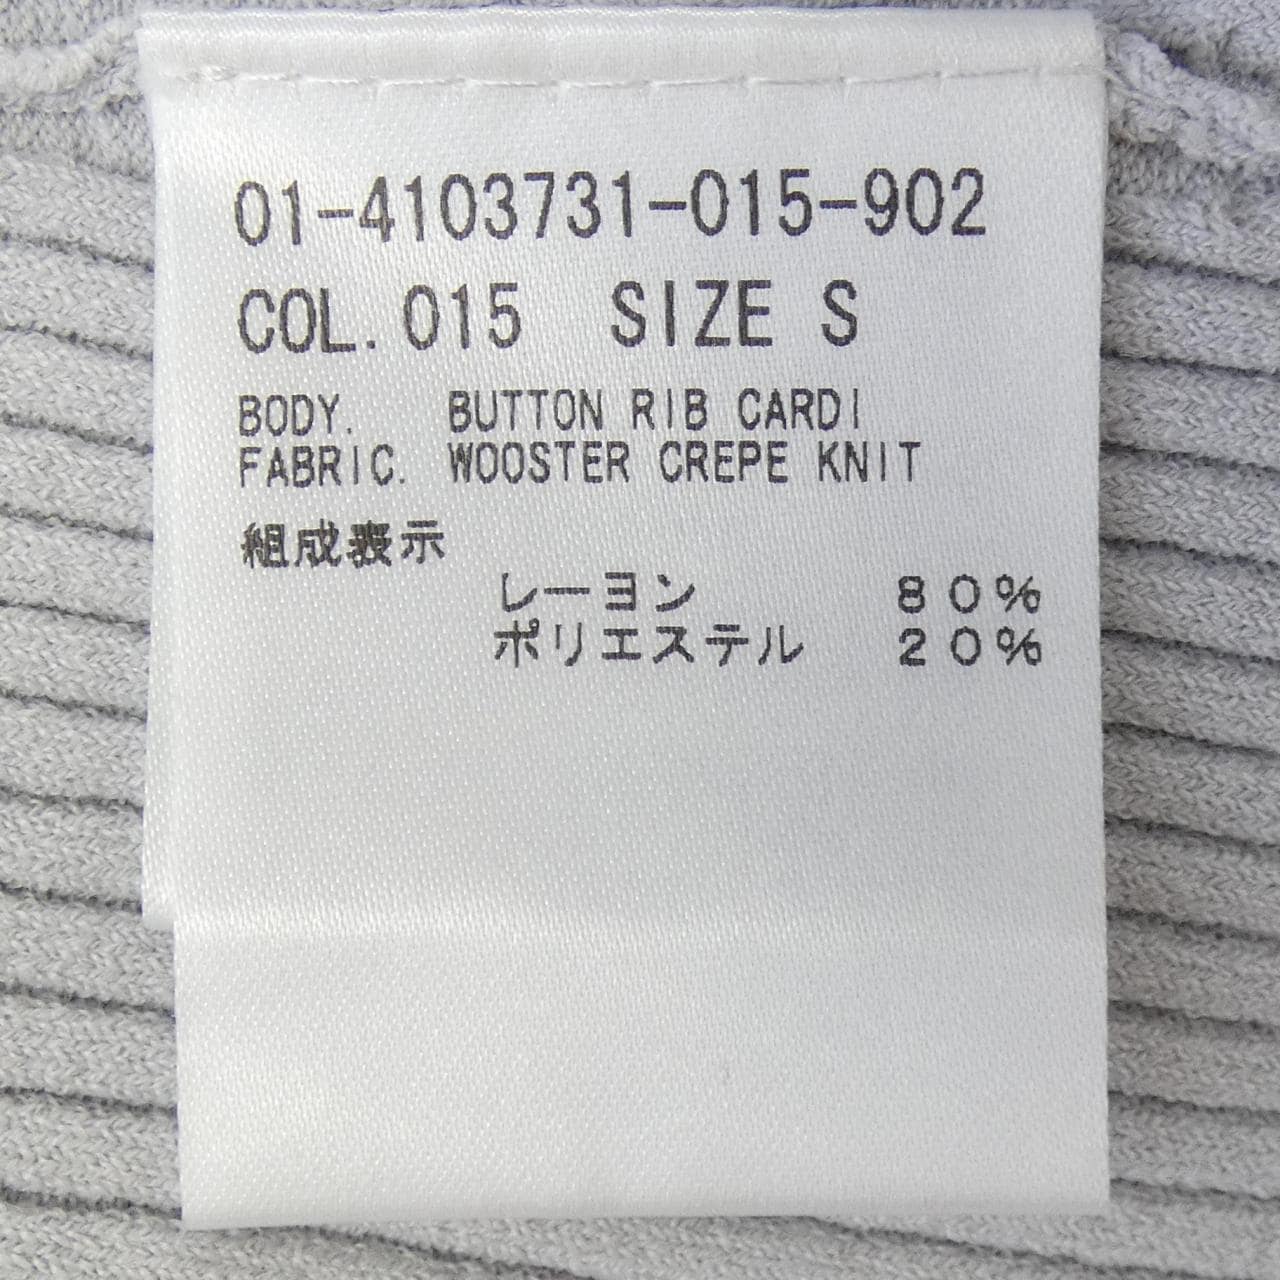 01-4103731-015-902
COL. 015 SIZE S
BODY. BUTTON RIB CARDI
FABRIC. WOOSTER CREPE KNIT
組成表示
レーヨン 80%
ポリエステル 20%